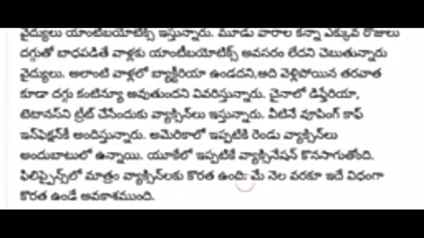 వైద్యులు యాంటీబయోటిక్స్ ఇస్తున్నారు. మూడు వారాల కన్నా ఎక్కువ రోజులు
దగ్గుతో బాధపడితే వాళ్లకు యాంటీబయోటిక్స్ అవసరం లేదని చెబుతున్నారు
వైద్యులు. అలాంటి వాళ్లలో బ్యాక్టీరియా ఉండదని,అది వెళ్లిపోయిన తరవాత
కూడా దగ్గు కంటిన్యూ అవుతుందని వివరిస్తున్నారు. చైనాలో డిఫ్తేరియా,
టెటానస్‌ని ట్రీట్ చేసేందుకు వ్యాక్సిన్‌లు ఇస్తున్నారు. వీటినే వూపింగ్ కాఫ్
ఇన్‌ఫెక్షన్‌కీ అందిస్తున్నారు. అమెరికాలో ఇప్పటికే రెండు వ్యాక్సిన్‌లు
అందుబాటులో ఉన్నాయి. యూకేలో ఇప్పటికే వ్యాక్సినేషన్ కొనసాగుతోంది.
ఫిలిప్పైన్స్‌లో మాత్రం వ్యాక్సిన్‌లకు కొరత ఉంది. మే నెల వరకూ ఇదే విధంగా
కొరత ఉండే అవకాశముంది.